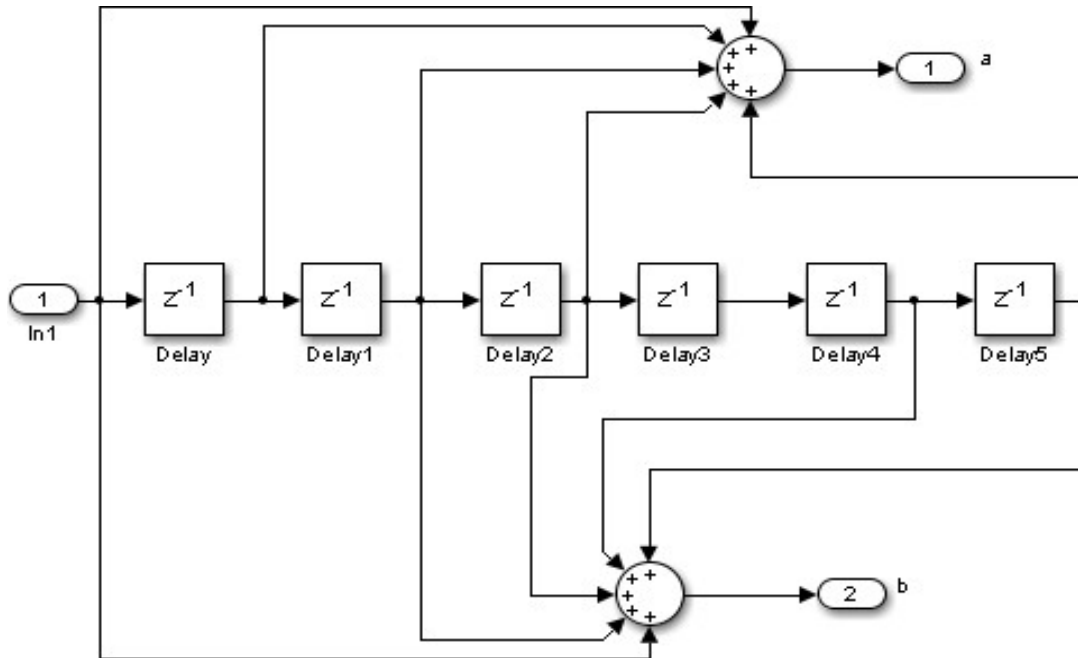 + + + + +
1
a
1
In1
z-1
Delay
z-1
Delay1
z-1
Delay2
z-1
Delay3
z-1
Delay4
z-1
Delay5
+ + + + +
2
b